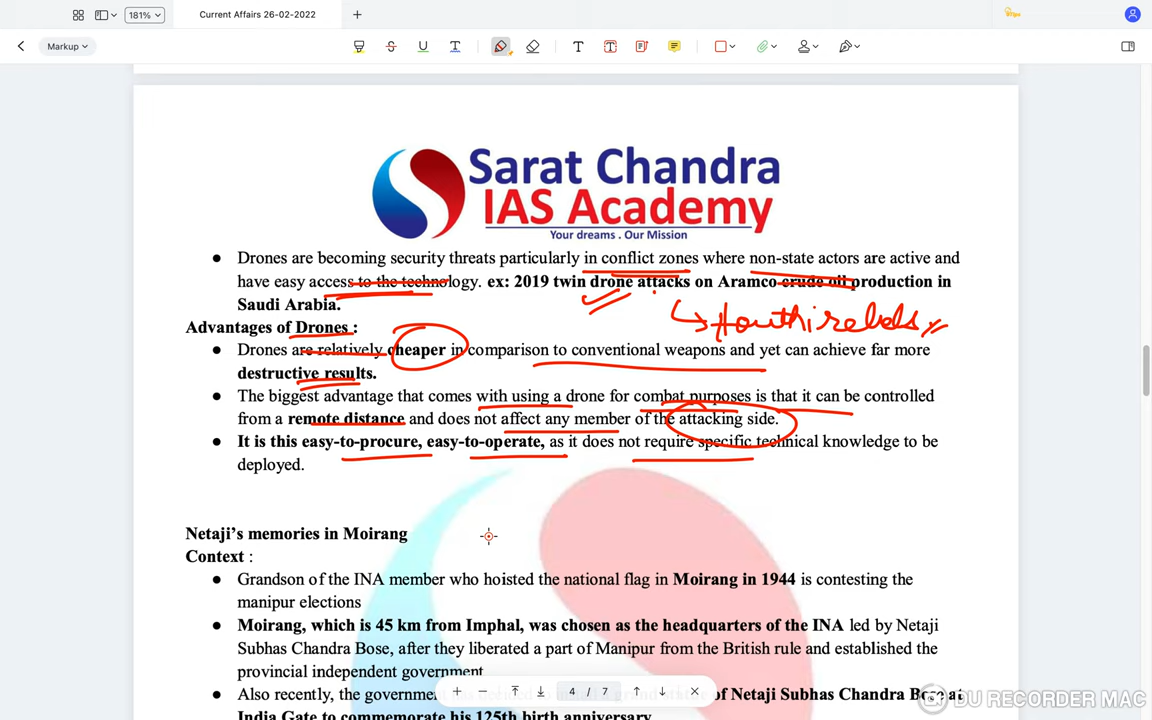 181%
Current Affairs 26-02-2022
Markup
Sarat Chandra
IAS Academy
Your dreams . Our Mission
● Drones are becoming security threats particularly in conflict zones where non-state actors are active and
have easy access to the technology. ex: 2019 twin drone attacks on Aramco crude oil production in
Saudi Arabia.
Houthi rebels
Advantages of Drones :
● Drones are relatively cheaper in comparison to conventional weapons and yet can achieve far more
destructive results.
● The biggest advantage that comes with using a drone for combat purposes is that it can be controlled
from a remote distance and does not affect any member of the attacking side.
● It is this easy-to-procure, easy-to-operate, as it does not require specific technical knowledge to be
deployed.
Netaji's memories in Moirang
Context :
● Grandson of the INA member who hoisted the national flag in Moirang in 1944 is contesting the
manipur elections
● Moirang, which is 45 km from Imphal, was chosen as the headquarters of the INA led by Netaji
Subhas Chandra Bose, after they liberated a part of Manipur from the British rule and established the
provincial independent government
● Also recently, the government of Netaji Subhas Chandra Bose at
India Gate to commemorate his 125th birth anniversary
4 / 7
DU RECORDER MAC